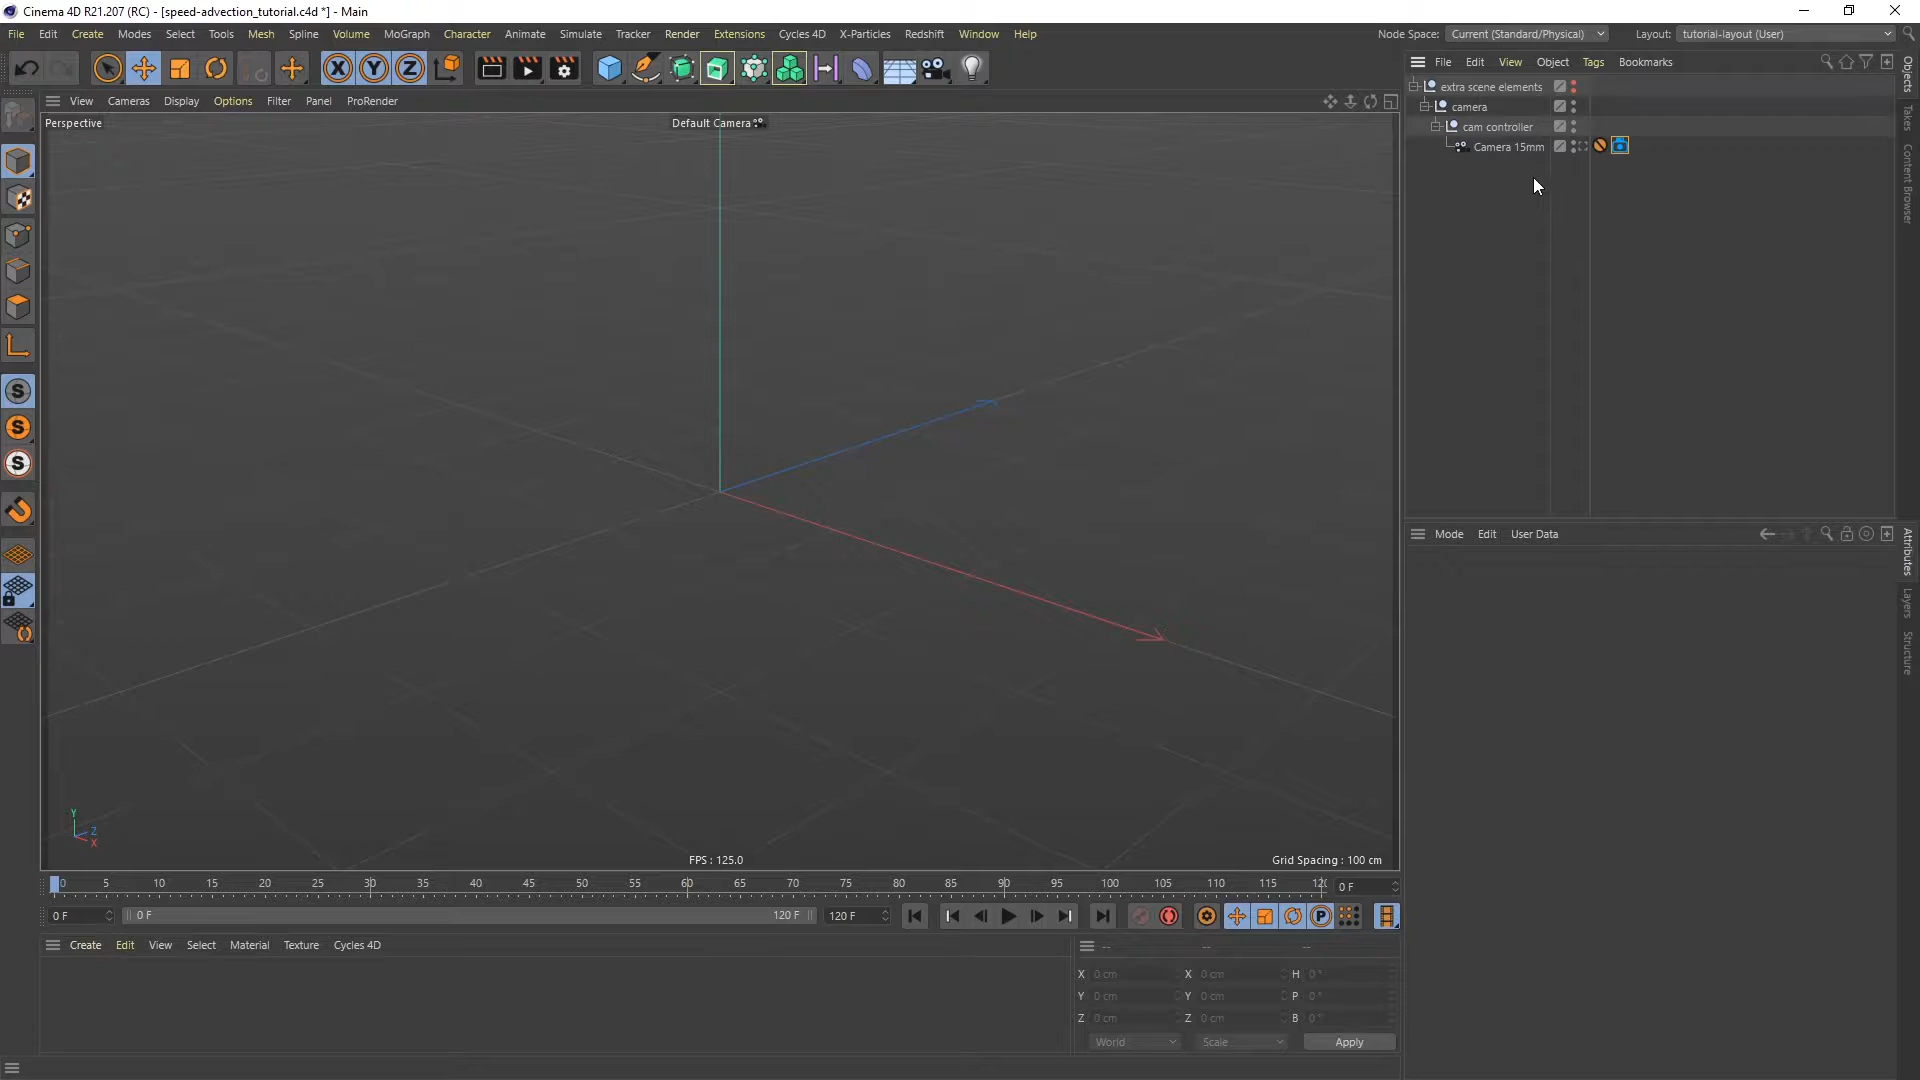 Cinema 4D R21.207 (RC) - [speed-advection_tutorial.c4d *] - Main
File Edit Create Modes Select Tools Mesh Spline Volume MoGraph Character Animate Simulate Tracker Render Extensions Cycles 4D X-Particles Redshift Window Help Node Space: Current (Standard/Physical) Layout: tutorial-layout (User)
View Cameras Display Options Filter Panel ProRender
Perspective Default Camera
Y
Z
X
FPS : 125.0 Grid Spacing : 100 cm
0 5 10 15 20 25 30 35 40 45 50 55 60 65 70 75 80 85 90 95 100 105 110 115 120 0 F
0 F 0 F 120 F 120 F
Create Edit View Select Material Texture Cycles 4D
-- -- --
X 0 cm X 0 cm H 0 °
Y 0 cm Y 0 cm P 0 °
Z 0 cm Z 0 cm B 0 °
World Scale Apply
File Edit View Object Tags Bookmarks
extra scene elements
camera
cam controller
Camera 15mm
Mode Edit User Data
Objects
Takes
Content Browser
Attributes
Layers
Structure